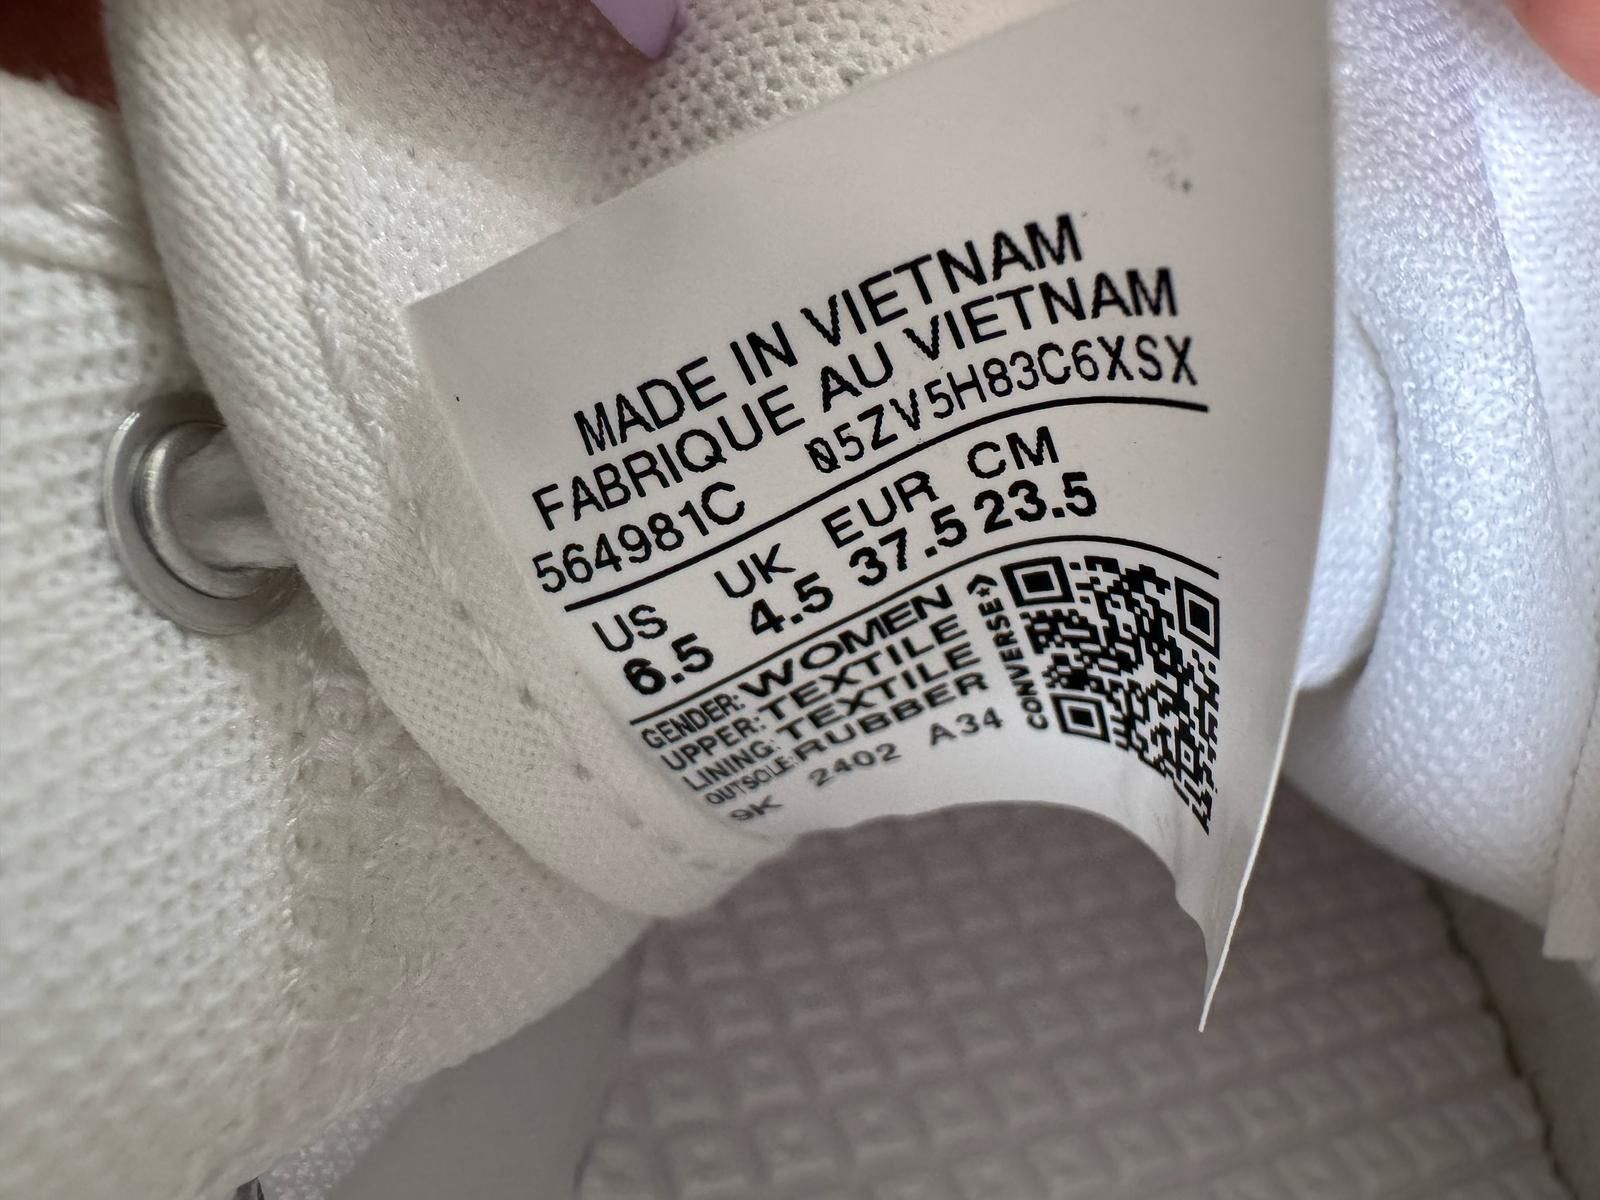 MADE IN VIETNAM
FABRIQUE AU VIETNAM
564981C Q5ZV5H83C6XSX
US UK EUR CM
6.5 4.5 37.5 23.5
GENDER: WOMEN
UPPER: TEXTILE
LINING: TEXTILE
OUTSOLE: RUBBER
9K 2402 A34
CONVERSE